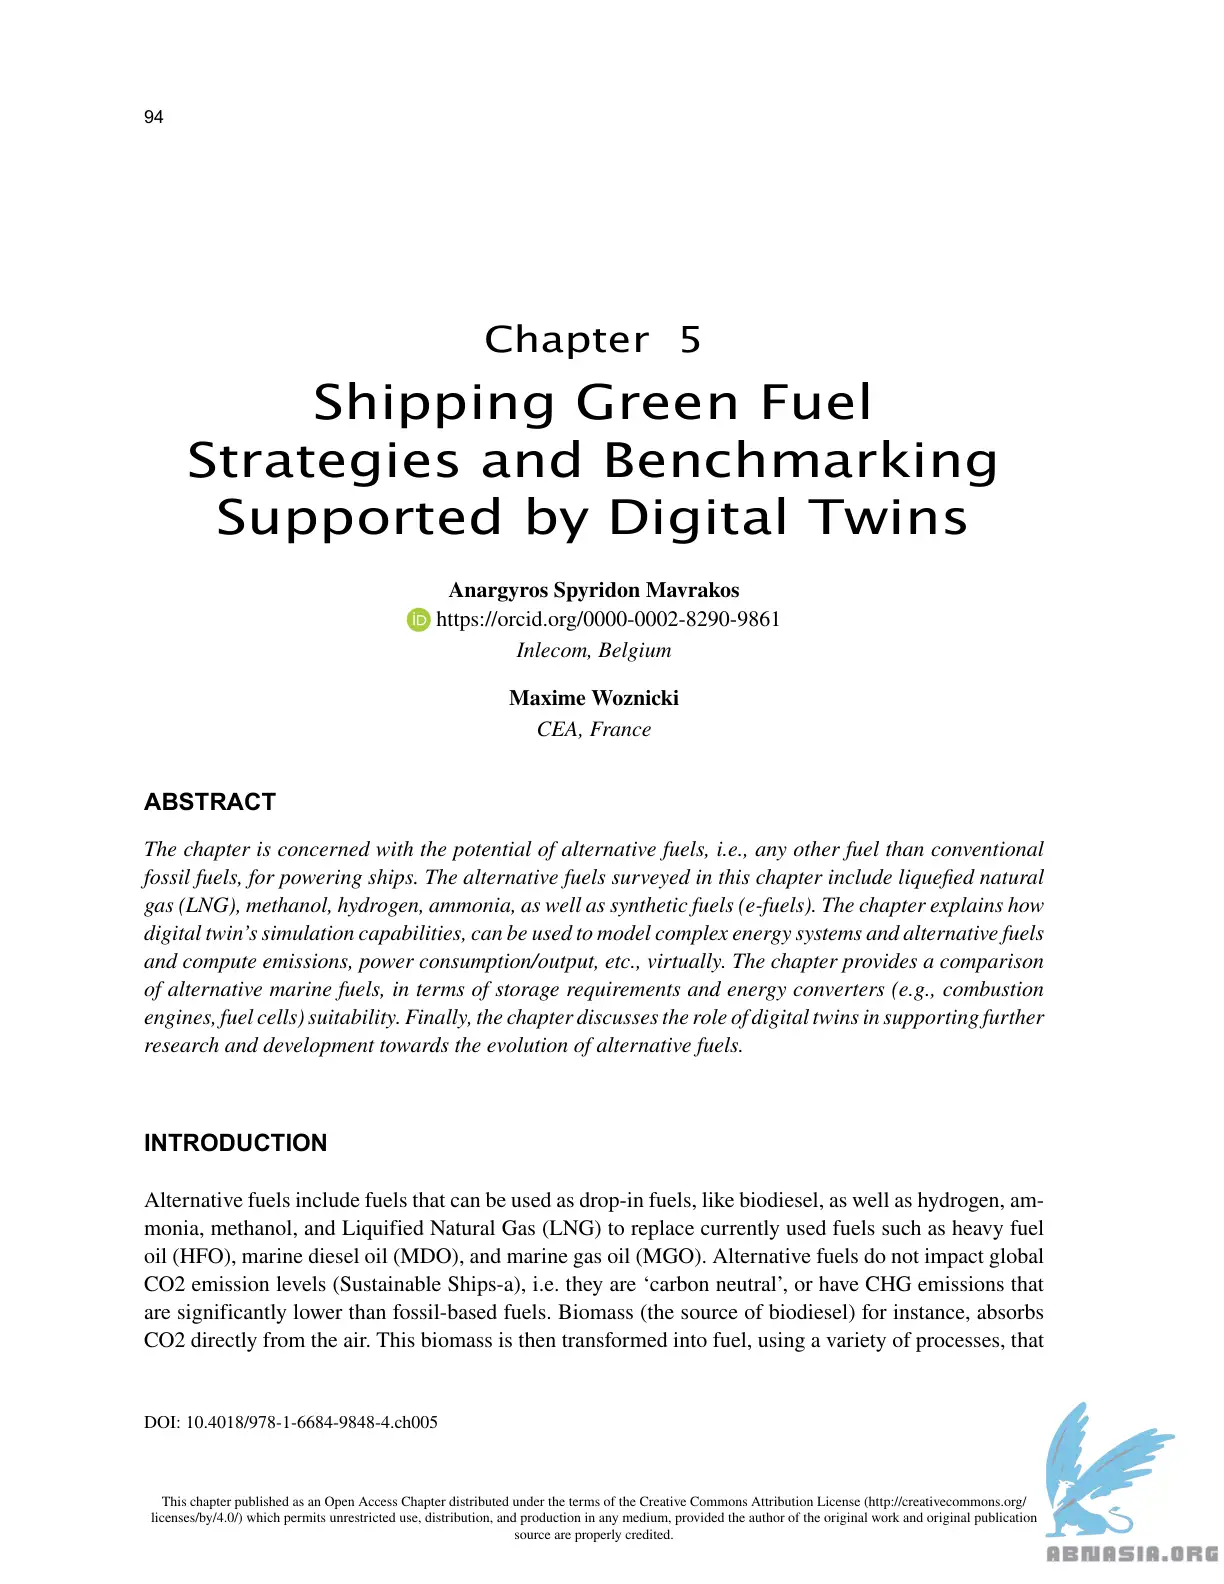 94
Chapter 5
Shipping Green Fuel
Strategies and Benchmarking
Supported by Digital Twins
Anargyros Spyridon Mavrakos
iD https://orcid.org/0000-0002-8290-9861
Inlecom, Belgium
Maxime Woznicki
CEA, France
ABSTRACT
The chapter is concerned with the potential of alternative fuels, i.e., any other fuel than conventional
fossil fuels, for powering ships. The alternative fuels surveyed in this chapter include liquefied natural
gas (LNG), methanol, hydrogen, ammonia, as well as synthetic fuels (e-fuels). The chapter explains how
digital twin's simulation capabilities, can be used to model complex energy systems and alternative fuels
and compute emissions, power consumption/output, etc., virtually. The chapter provides a comparison
of alternative marine fuels, in terms of storage requirements and energy converters (e.g., combustion
engines, fuel cells) suitability. Finally, the chapter discusses the role of digital twins in supporting further
research and development towards the evolution of alternative fuels.
INTRODUCTION
Alternative fuels include fuels that can be used as drop-in fuels, like biodiesel, as well as hydrogen, am-
monia, methanol, and Liquified Natural Gas (LNG) to replace currently used fuels such as heavy fuel
oil (HFO), marine diesel oil (MDO), and marine gas oil (MGO). Alternative fuels do not impact global
CO2 emission levels (Sustainable Ships-a), i.e. they are ‘carbon neutral’, or have CHG emissions that
are significantly lower than fossil-based fuels. Biomass (the source of biodiesel) for instance, absorbs
CO2 directly from the air. This biomass is then transformed into fuel, using a variety of processes, that
DOI: 10.4018/978-1-6684-9848-4.ch005
This chapter published as an Open Access Chapter distributed under the terms of the Creative Commons Attribution License (http://creativecommons.org/
licenses/by/4.0/) which permits unrestricted use, distribution, and production in any medium, provided the author of the original work and original publication
source are properly credited.
ABNASIA.ORG